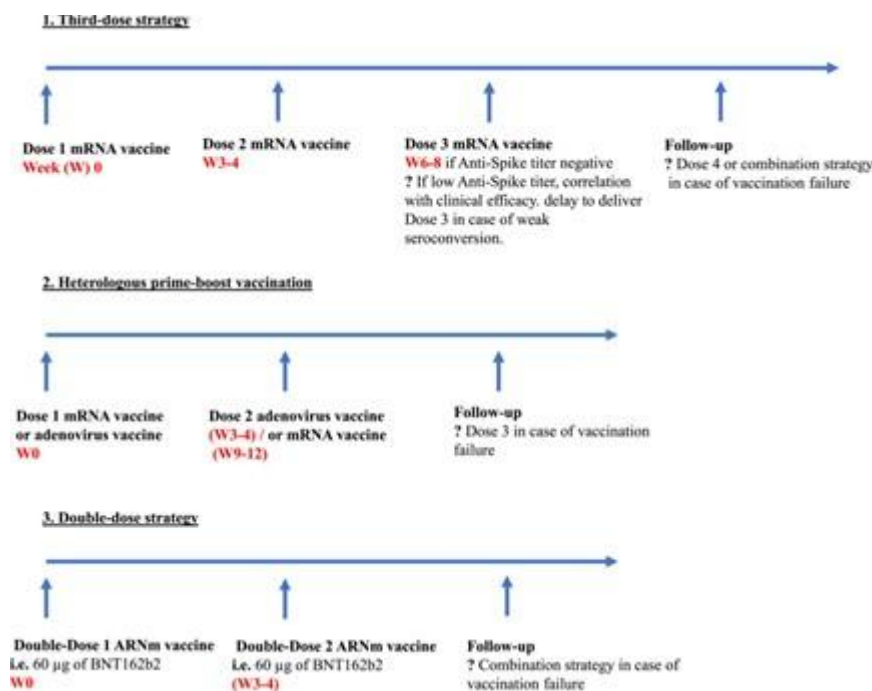 1. Third-dose strategy
Dose 1 mRNA vaccine
Week (W) 0
Dose 2 mRNA vaccine
W3-4
Dose 3 mRNA vaccine
W6-8 if Anti-Spike titer negative
? If low Anti-Spike titer, correlation
with clinical efficacy. delay to deliver
Dose 3 in case of weak
seroconversion.
Follow-up
? Dose 4 or combination strategy
in case of vaccination failure
2. Heterologous prime-boost vaccination
Dose 1 mRNA vaccine
or adenovirus vaccine
W0
Dose 2 adenovirus vaccine
(W3-4) / or mRNA vaccine
(W9-12)
Follow-up
? Dose 3 in case of vaccination
failure
3. Double-dose strategy
Double-Dose 1 ARNm vaccine
i.e. 60 µg of BNT162b2
W0
Double-Dose 2 ARNm vaccine
i.e. 60 µg of BNT162b2
(W3-4)
Follow-up
? Combination strategy in case of
vaccination failure